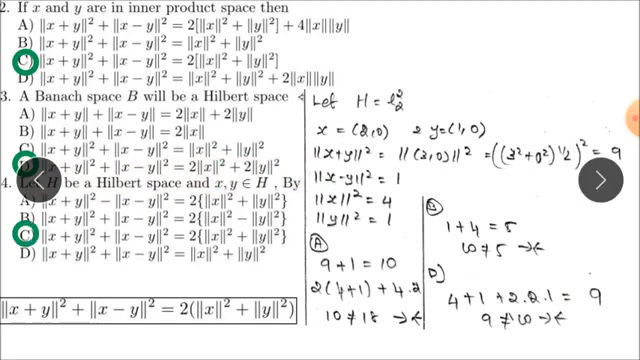 2. If x and y are in inner product space then
A) ||x + y||² + ||x − y||² = 2[||x||² + ||y||²] + 4||x||||y||
B) ||x + y||² + ||x − y||² = ||x||² + ||y||²
C) ||x + y||² + ||x − y||² = 2[||x||² + ||y||²]
D) ||x + y||² + ||x − y||² = ||x||² + ||y||² + 2||x||||y||
3. A Banach space B will be a Hilbert space
A) ||x + y|| + ||x − y|| = 2||x|| + 2||y||
B) ||x + y|| + ||x − y|| = 2||x||
C) ||x + y||² + ||x − y||² = ||x||² + ||y||²
D) ||x + y||² + ||x − y||² = 2||x||² + 2||y||²
4. Let H be a Hilbert space and x, y ∈ H , By
A) ||x + y||² − ||x − y||² = 2{||x||² + ||y||²}
B) ||x + y||² + ||x − y||² = 2{||x||² − ||y||²}
C) ||x + y||² + ||x − y||² = 2{||x||² + ||y||²}
D) ||x + y||² + ||x − y||² = ||x||² + ||y||²
||x + y||² + ||x − y||² = 2(||x||² + ||y||²)
Let H = l₂²
x = (2,0) & y=(1,0)
||x+y||² = ||(3,0)||² = ((3²+0²)^1/2)² = 9
||x-y||² = 1
||x||² = 4
||y||² = 1
A
9+1 = 10
2(4+1) + 4.2
10 ≠ 18 →←
B
1+4 = 5
10 ≠ 5 →←
D)
4+1+2.2.1 = 9
9 ≠ 10 →←